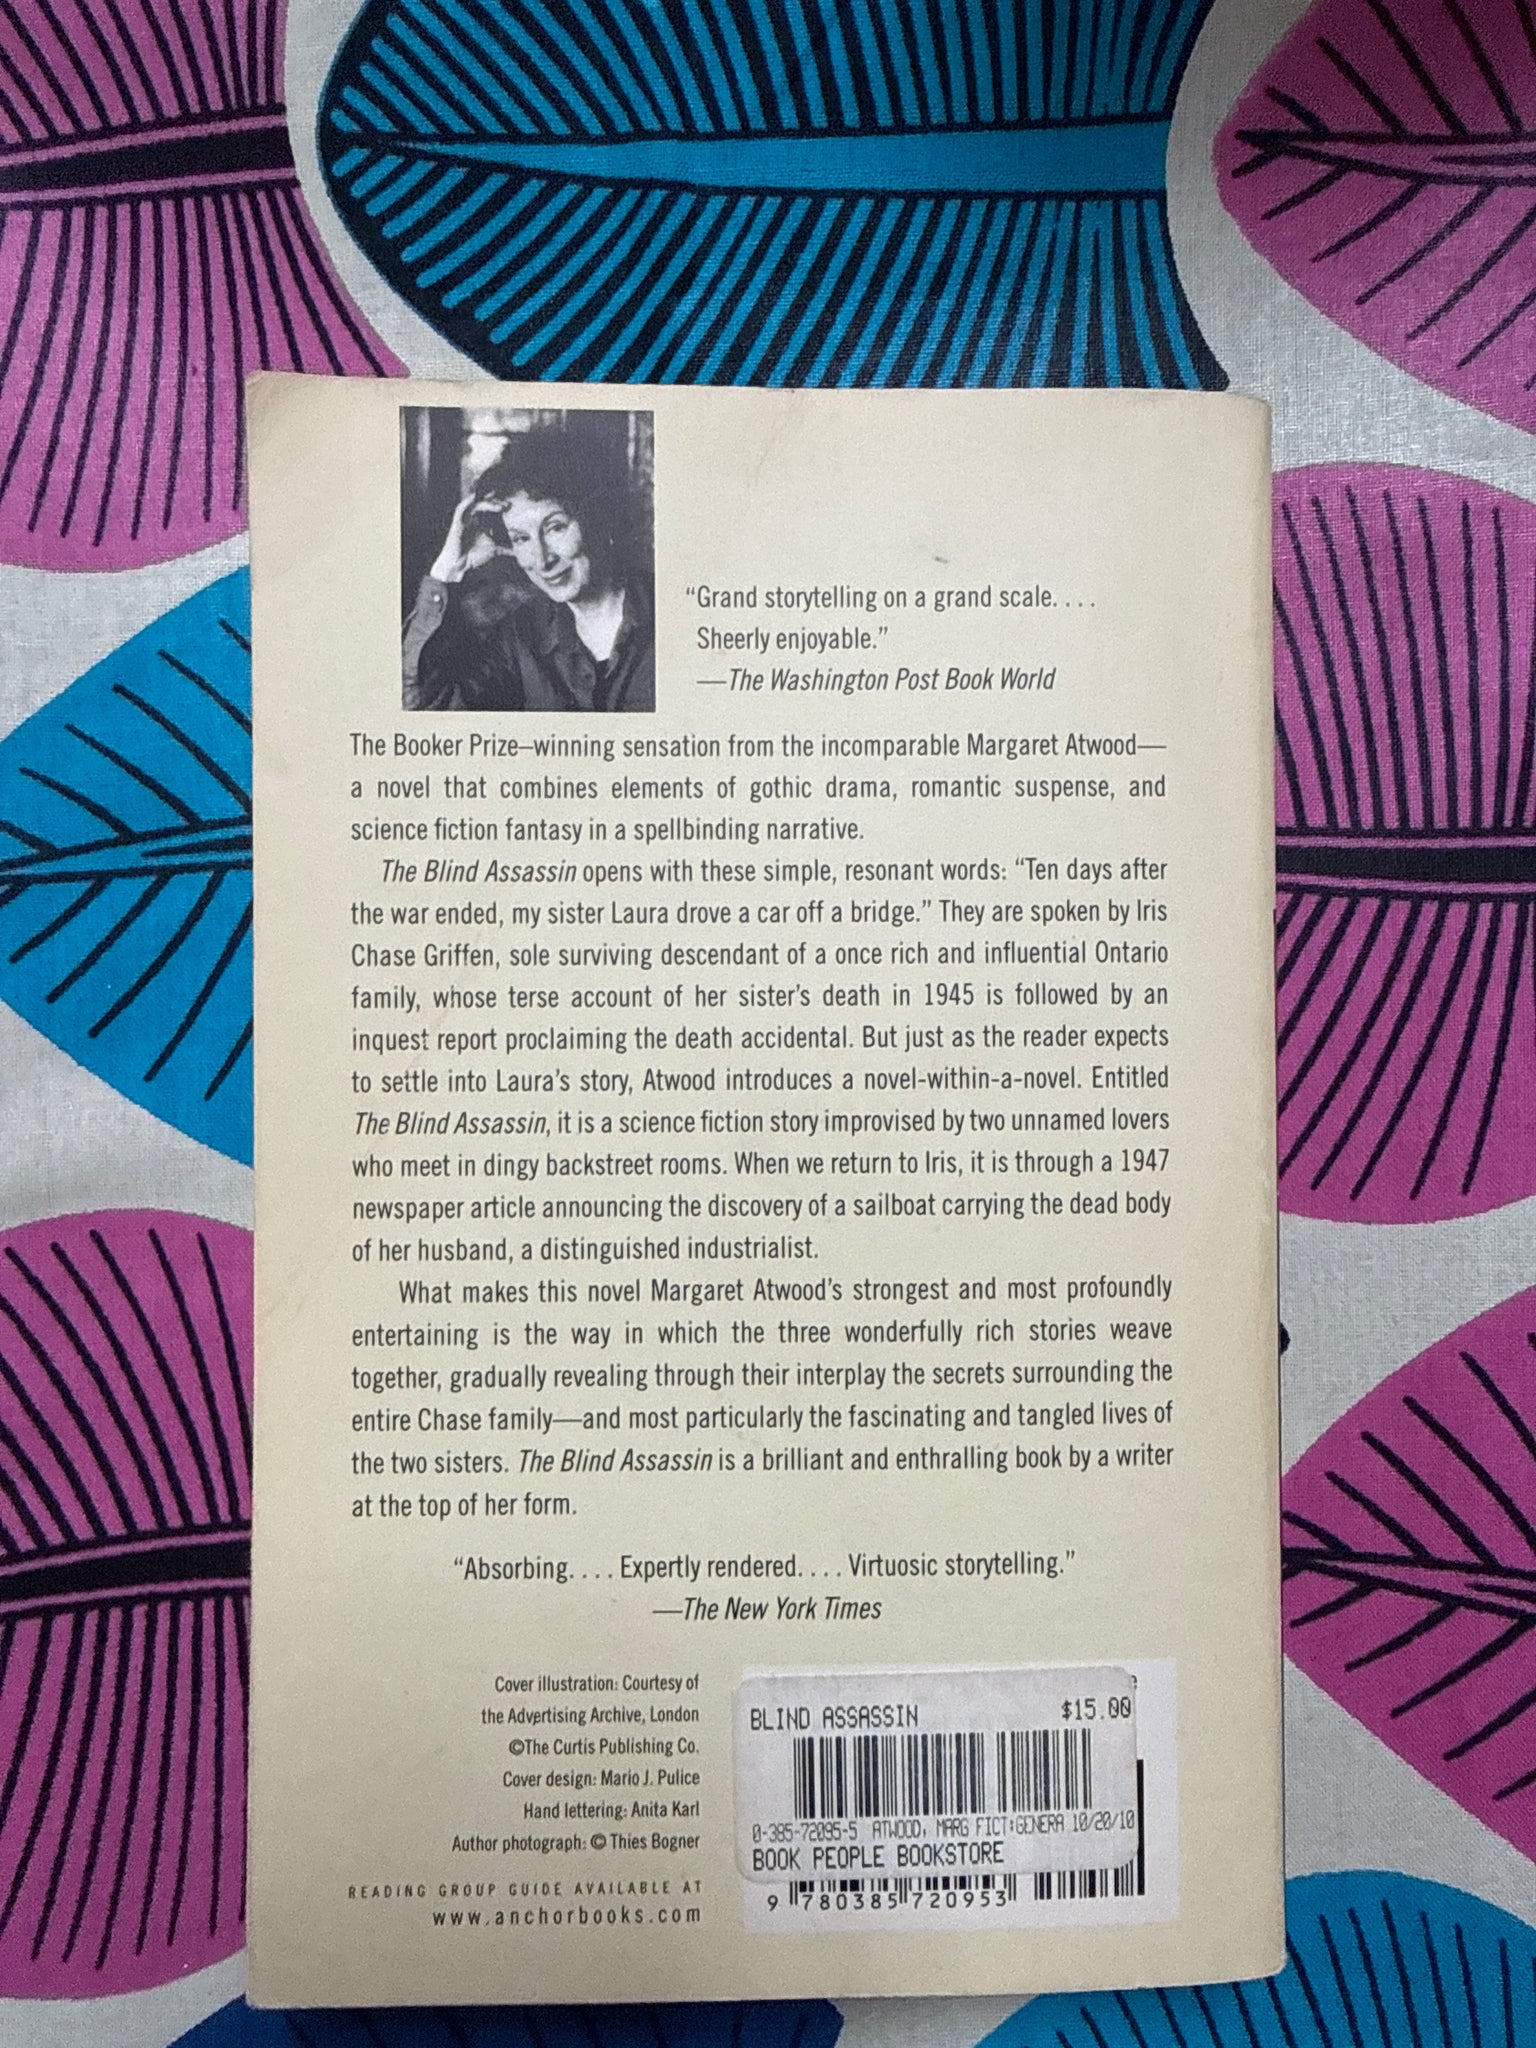 “Grand storytelling on a grand scale. . . .
Sheerly enjoyable.”
—The Washington Post Book World
The Booker Prize–winning sensation from the incomparable Margaret Atwood—
a novel that combines elements of gothic drama, romantic suspense, and
science fiction fantasy in a spellbinding narrative.
The Blind Assassin opens with these simple, resonant words: “Ten days after
the war ended, my sister Laura drove a car off a bridge.” They are spoken by Iris
Chase Griffen, sole surviving descendant of a once rich and influential Ontario
family, whose terse account of her sister’s death in 1945 is followed by an
inquest report proclaiming the death accidental. But just as the reader expects
to settle into Laura’s story, Atwood introduces a novel-within-a-novel. Entitled
The Blind Assassin, it is a science fiction story improvised by two unnamed lovers
who meet in dingy backstreet rooms. When we return to Iris, it is through a 1947
newspaper article announcing the discovery of a sailboat carrying the dead body
of her husband, a distinguished industrialist.
What makes this novel Margaret Atwood’s strongest and most profoundly
entertaining is the way in which the three wonderfully rich stories weave
together, gradually revealing through their interplay the secrets surrounding the
entire Chase family—and most particularly the fascinating and tangled lives of
the two sisters. The Blind Assassin is a brilliant and enthralling book by a writer
at the top of her form.
“Absorbing. . . . Expertly rendered. . . . Virtuosic storytelling.”
—The New York Times
Cover illustration: Courtesy of
the Advertising Archive, London
©The Curtis Publishing Co.
Cover design: Mario J. Pulice
Hand lettering: Anita Karl
Author photograph: © Thies Bogner
READING GROUP GUIDE AVAILABLE AT
www.anchorbooks.com
BLIND ASSASSIN $15.00
0-385-72095-5 ATWOOD, MARG FICT:GENERA 10/20/10
BOOK PEOPLE BOOKSTORE
9 780385 720953